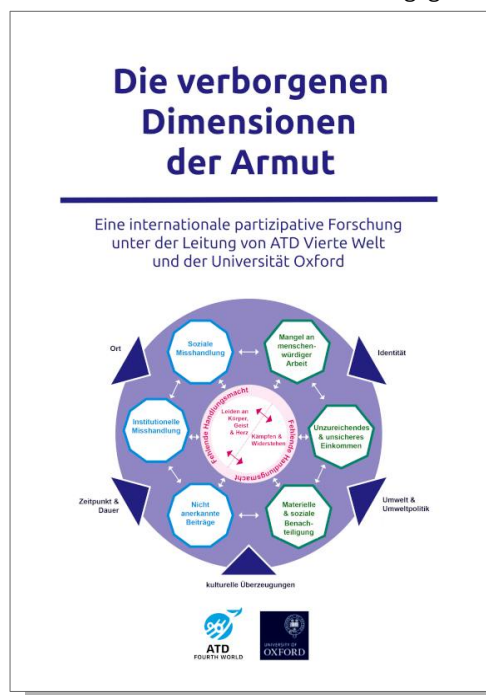 Die verborgenen
Dimensionen
der Armut
Eine internationale partizipative Forschung
unter der Leitung von ATD Vierte Welt
und der Universität Oxford
Ort
Soziale
Misshandlung
Mangel an
menschen-
würdiger
Arbeit
Identität
Fehlende Handlungsmacht
Fehlende Handlungsmacht
Leiden an
Körper,
Geist
& Herz
Kämpfen &
Widerstehen
Institutionelle
Misshandlung
Unzureichendes
& unsicheres
Einkommen
Zeitpunkt &
Dauer
Nicht
anerkannte
Beiträge
Materielle
& soziale
Benach-
teiligung
Umwelt &
Umweltpolitik
kulturelle Überzeugungen
ATD
FOURTH WORLD
UNIVERSITY OF
OXFORD